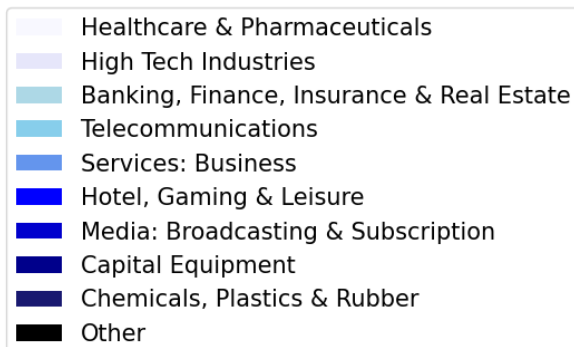 Healthcare & Pharmaceuticals
High Tech Industries
Banking, Finance, Insurance & Real Estate
Telecommunications
Services: Business
Hotel, Gaming & Leisure
Media: Broadcasting & Subscription
Capital Equipment
Chemicals, Plastics & Rubber
Other